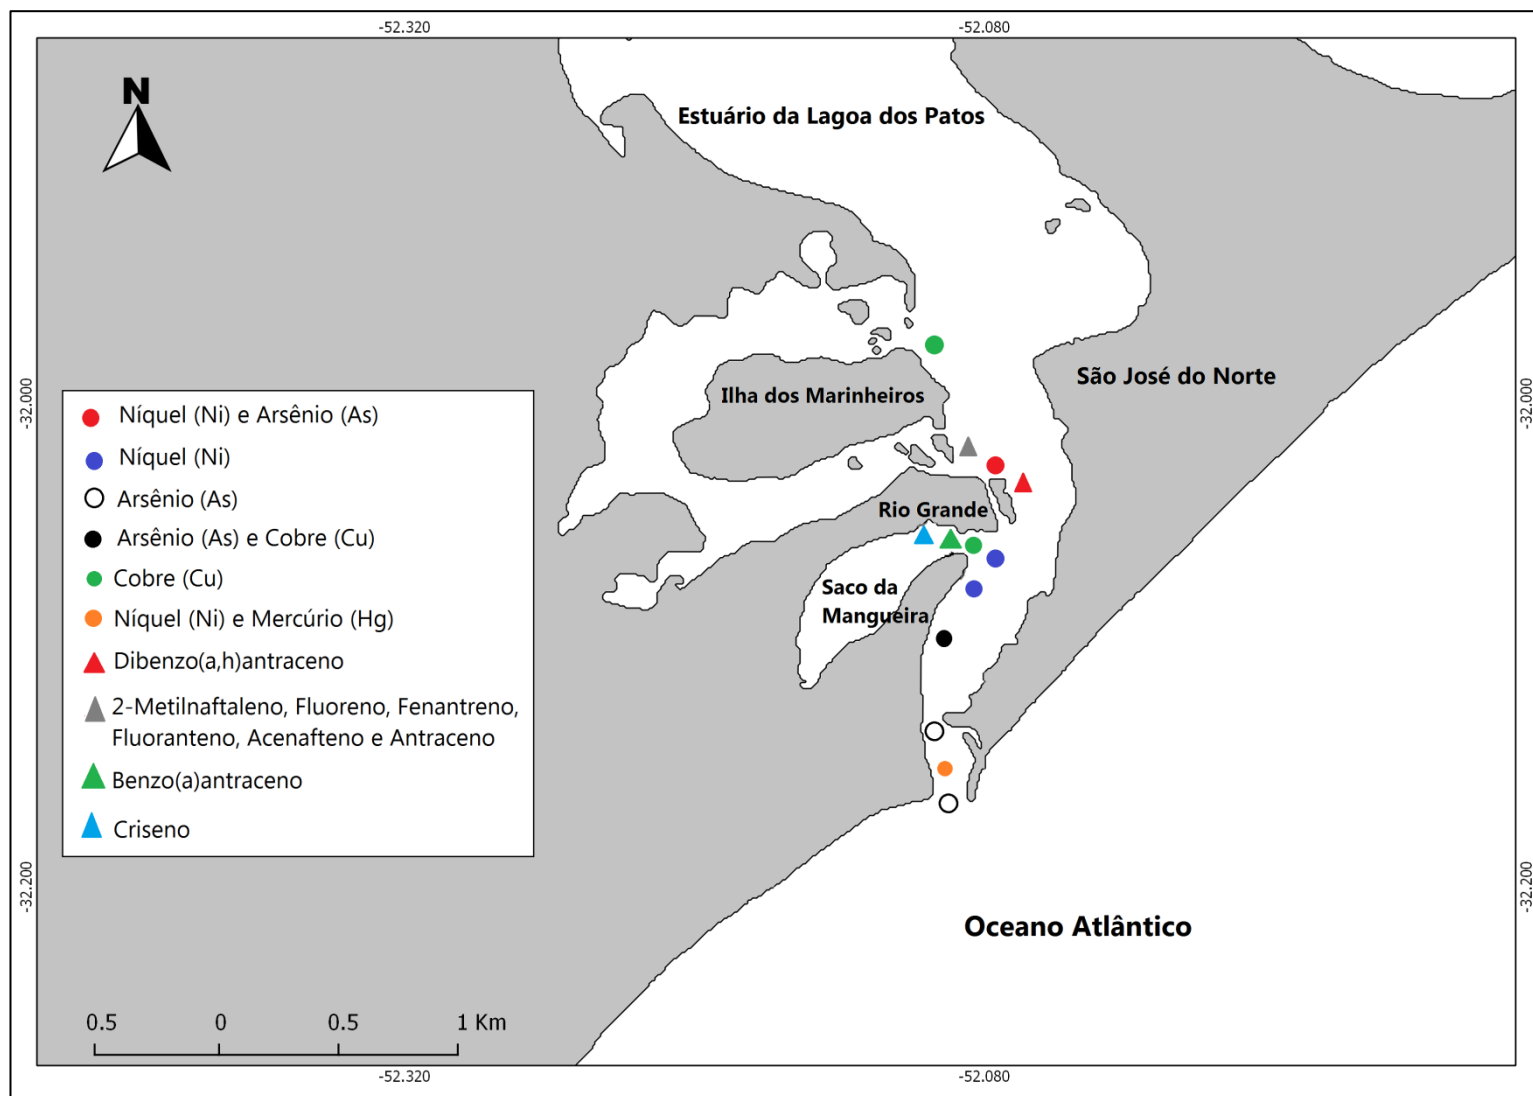 -52.320
-52.080
N
Estuário da Lagoa dos Patos
São José do Norte
Ilha dos Marinheiros
-32.000
-32.000
Níquel (Ni) e Arsênio (As)
Níquel (Ni)
Arsênio (As)
Arsênio (As) e Cobre (Cu)
Cobre (Cu)
Níquel (Ni) e Mercúrio (Hg)
Dibenzo(a,h)antraceno
2-Metilnaftaleno, Fluoreno, Fenantreno,
Fluoranteno, Acenafteno e Antraceno
Benzo(a)antraceno
Criseno
Rio Grande
Saco da
Mangueira
-32.200
-32.200
Oceano Atlântico
0.5 0 0.5 1 Km
-52.320
-52.080